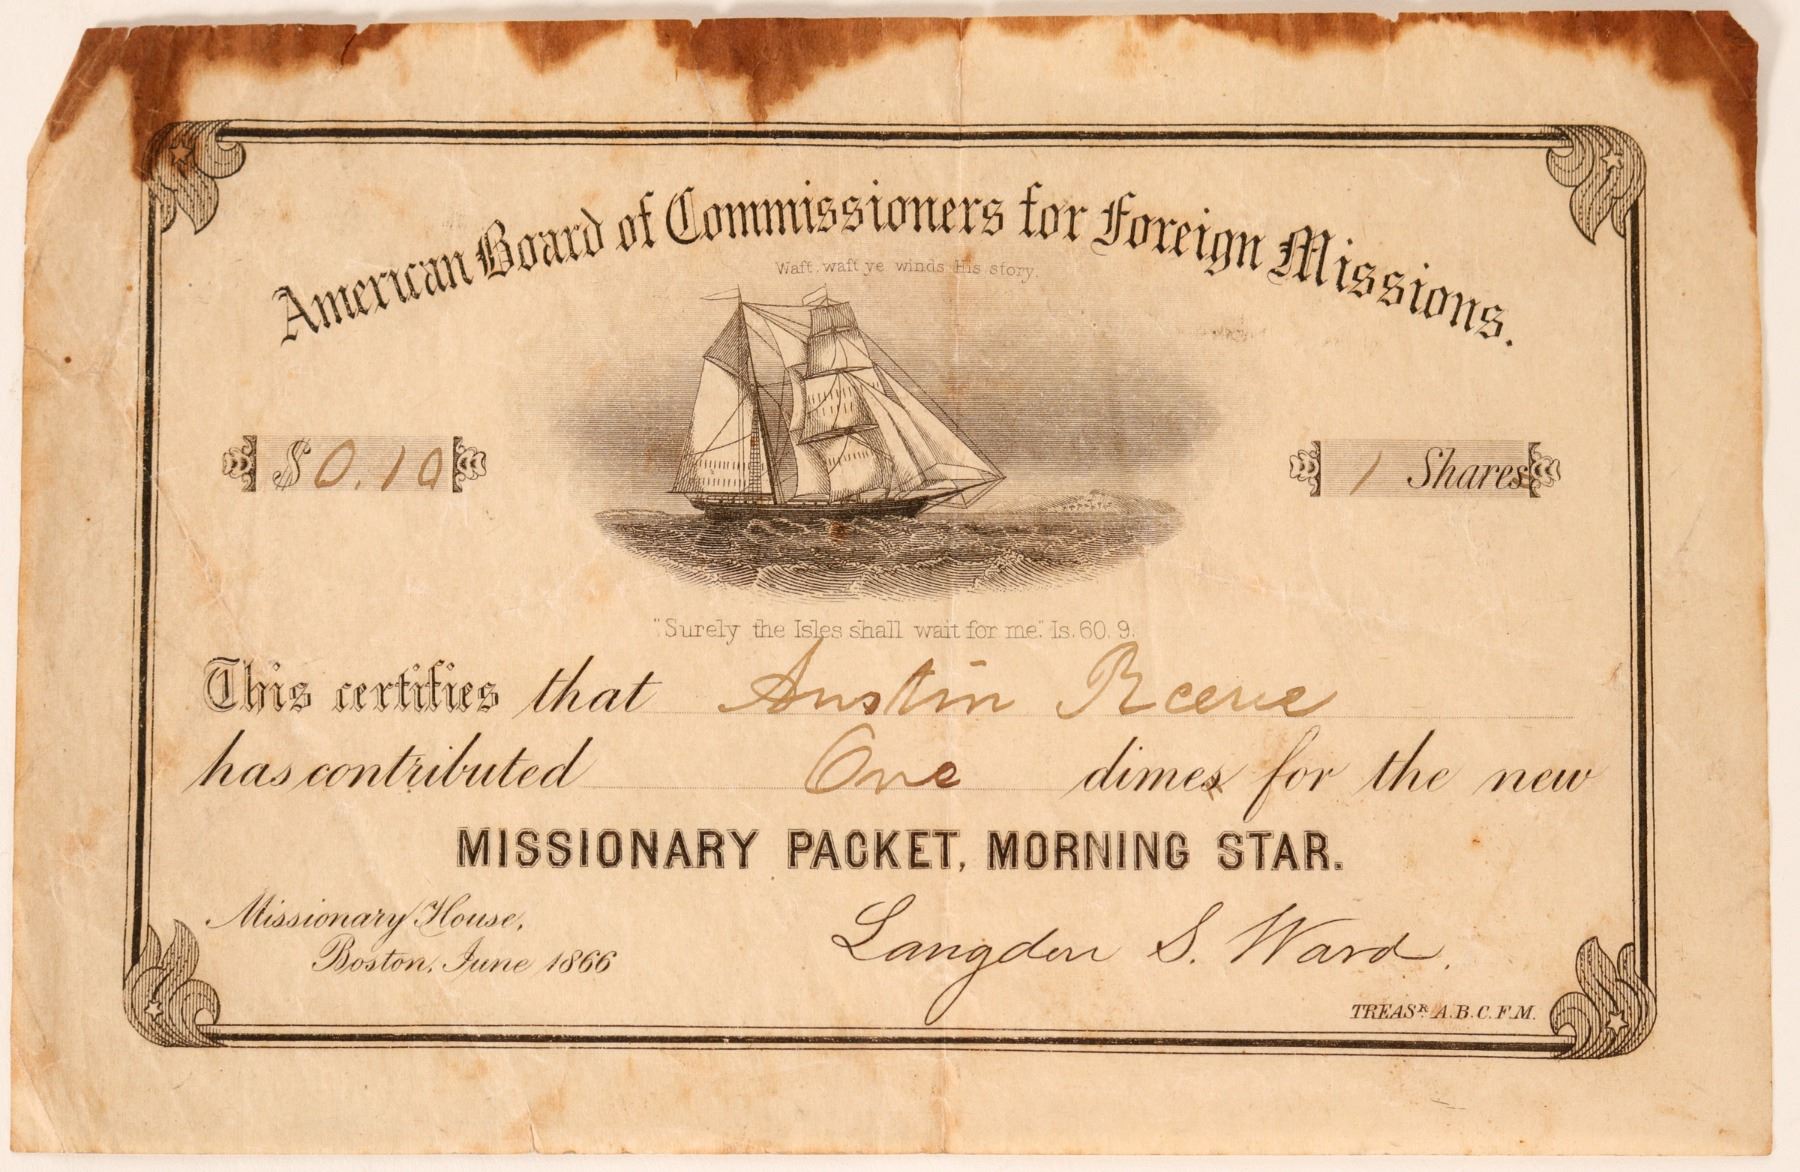 American Board of Commissioners for Foreign Missions.
Waft, waft ye winds His story.
$0.10
1 Shares
"Surely the Isles shall wait for me." Is. 60. 9.
This certifies that Austin Reeve
has contributed One dimes for the new
MISSIONARY PACKET, MORNING STAR.
Missionary House,
Boston, June 1866
Langdon S. Ward.
TREASR. A.B.C.F.M.